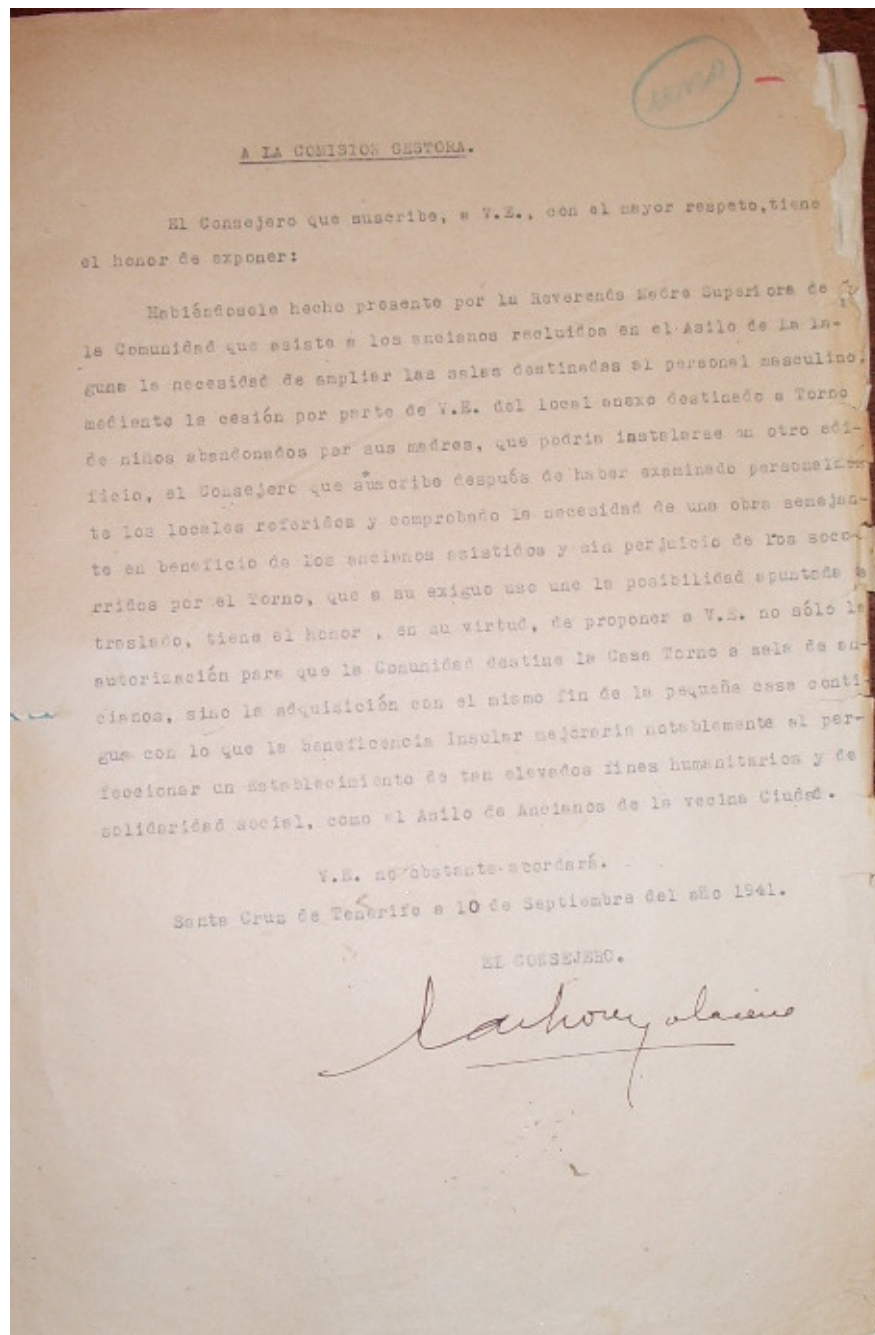 A LA COMISION GESTORA.
El Consejero que suscribe, a V.E., con el mayor respeto, tiene
el honor de exponer:
Habiéndosele hecho presente por la Reverenda Madre Superiora de
la Comunidad que asiste a los ancianos recluidos en el Asilo de La La-
guna la necesidad de ampliar las salas destinadas al personal masculino,
mediante la cesión por parte de V.E. del local anexo destinado a Torno
de niños abandonados por sus madres, que podría instalarse en otro edi-
ficio, el Consejero que suscribe después de haber examinado personalmen
te los locales referidos y comprobado la necesidad de una obra semejan-
te en beneficio de los ancianos asistidos y sin perjuicio de los soco-
rridos por el Torno, que a su exiguo uso une la posibilidad apuntada
traslado, tiene el honor , en su virtud, de proponer a V.E. no sólo la
autorización para que la Comunidad destine la Casa Torno a sala de an-
cianos, sino la adquisición con el mismo fin de la pequeña casa conti-
gua con lo que la beneficencia Insular mejoraría notablemente al per-
feccionar un establecimiento de tan elevados fines humanitarios y de
solidaridad social, como el Asilo de Ancianos de la vecina Ciudad.
V.E. no obstante acordará.
Santa Cruz de Tenerife a 10 de Septiembre del año 1941.
EL CONSEJERO.